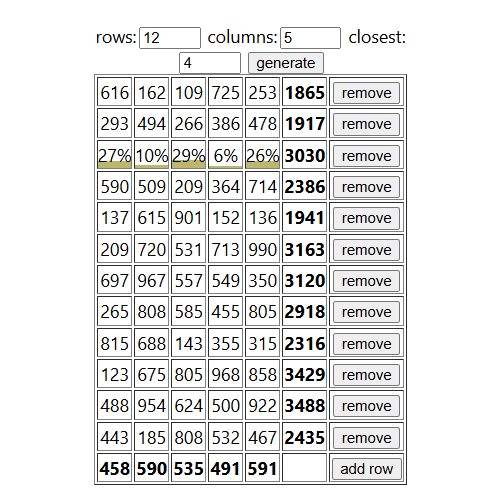 rows: 12 columns: 5 closest:
4 generate
616 162 109 725 253 1865 remove
293 494 266 386 478 1917 remove
27% 10% 29% 6% 26% 3030 remove
590 509 209 364 714 2386 remove
137 615 901 152 136 1941 remove
209 720 531 713 990 3163 remove
697 967 557 549 350 3120 remove
265 808 585 455 805 2918 remove
815 688 143 355 315 2316 remove
123 675 805 968 858 3429 remove
488 954 624 500 922 3488 remove
443 185 808 532 467 2435 remove
458 590 535 491 591 add row